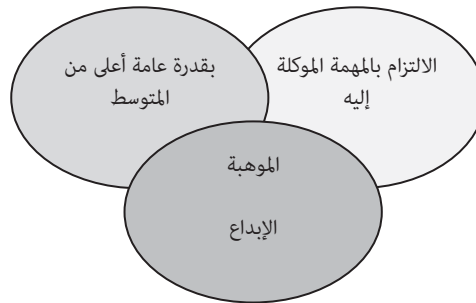 الالتزام بالمهمة الموكلة
إليه
بقدرة عامة أعلى من
المتوسط
الموهبة
الإبداع